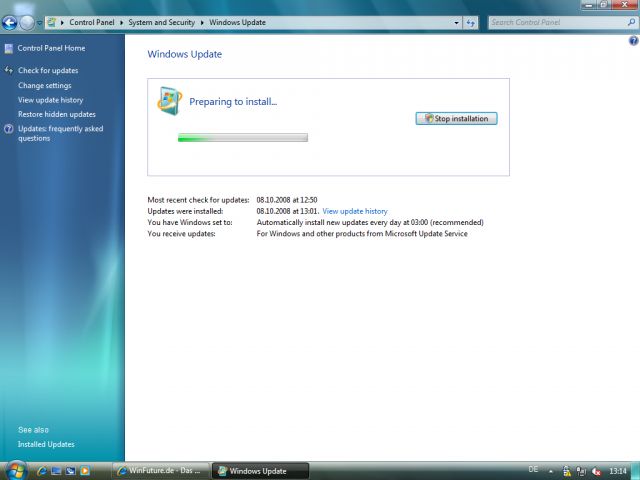 Control Panel ▸ System and Security ▸ Windows Update
Search Control Panel
Control Panel Home
Check for updates
Change settings
View update history
Restore hidden updates
Updates: frequently asked
questions
See also
Installed Updates
Windows Update
Preparing to install...
Stop installation
Most recent check for updates: 08.10.2008 at 12:50
Updates were installed: 08.10.2008 at 13:01. View update history
You have Windows set to: Automatically install new updates every day at 03:00 (recommended)
You receive updates: For Windows and other products from Microsoft Update Service
WinFuture.de - Das ...
Windows Update
DE
13:14